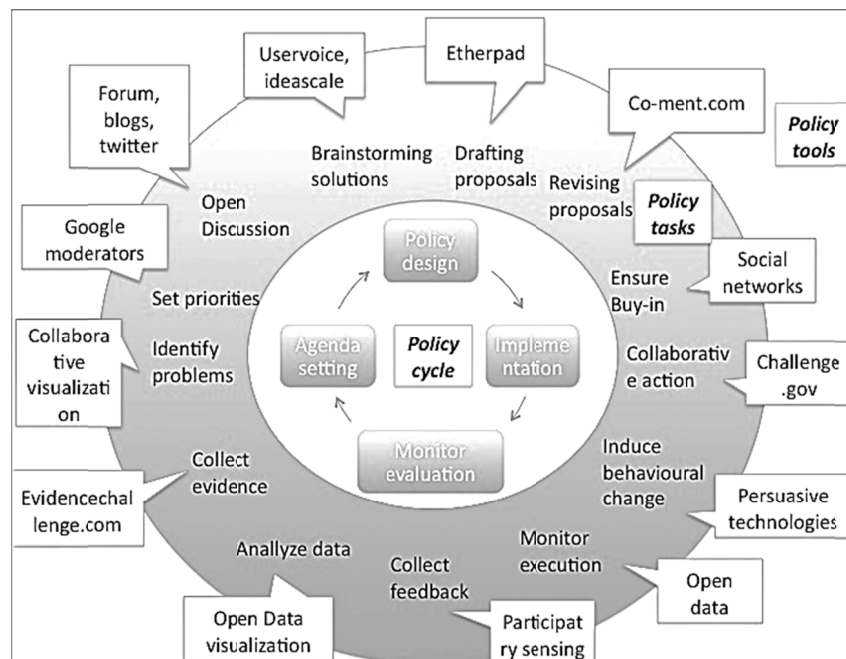 Uservoice,
ideascale
Etherpad
Forum,
blogs,
twitter
Co-ment.com
Policy
tools
Brainstorming
solutions
Drafting
proposals
Revising
proposals
Policy
tasks
Open
Discussion
Google
moderators
Policy
design
Social
networks
Ensure
Buy-in
Set priorities
Collabora
tive
visualizati
on
Identify
problems
Agenda
setting
Policy
cycle
Impleme
ntation
Collaborativ
e action
Challenge
.gov
Monitor
evaluation
Induce
behavioural
change
Collect
evidence
Evidencechal
lenge.com
Persuasive
technologies
Anallyze data
Collect
feedback
Monitor
execution
Open
data
Open Data
visualization
Participat
ry sensing